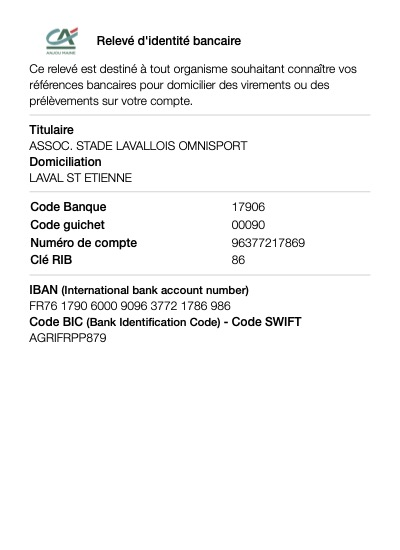 CA
ANJOU MAINE
Relevé d'identité bancaire
Ce relevé est destiné à tout organisme souhaitant connaître vos
références bancaires pour domicilier des virements ou des
prélèvements sur votre compte.
Titulaire
ASSOC. STADE LAVALLOIS OMNISPORT
Domiciliation
LAVAL ST ETIENNE
Code Banque 17906
Code guichet 00090
Numéro de compte 96377217869
Clé RIB 86
IBAN (International bank account number)
FR76 1790 6000 9096 3772 1786 986
Code BIC (Bank Identification Code) - Code SWIFT
AGRIFRPP879